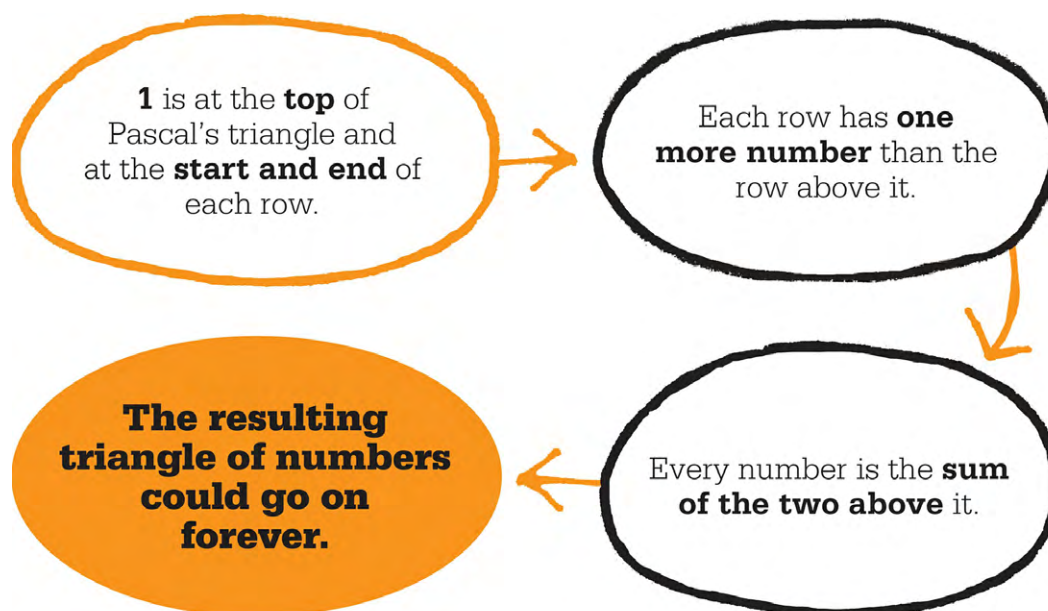 1 is at the top of
Pascal's triangle and
at the start and end of
each row.
Each row has one
more number than the
row above it.
Every number is the sum
of the two above it.
The resulting
triangle of numbers
could go on
forever.